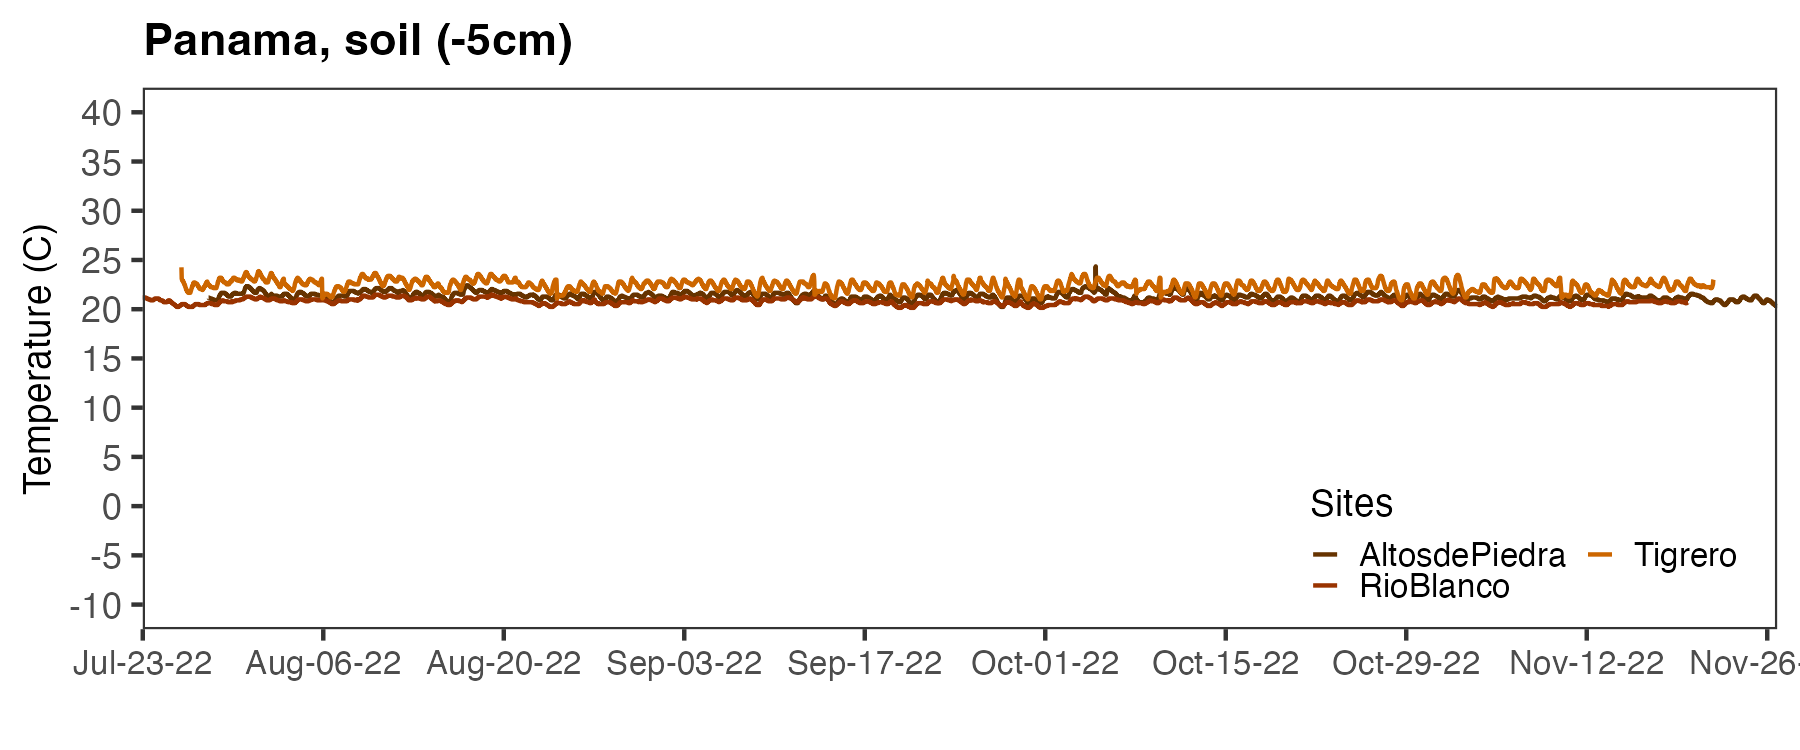 Panama, soil (-5cm)
Temperature (C)
40
35
30
25
20
15
10
5
0
-5
-10
Sites
AltosdePiedra
Tigrero
RioBlanco
Jul-23-22 Aug-06-22 Aug-20-22 Sep-03-22 Sep-17-22 Oct-01-22 Oct-15-22 Oct-29-22 Nov-12-22 Nov-26-